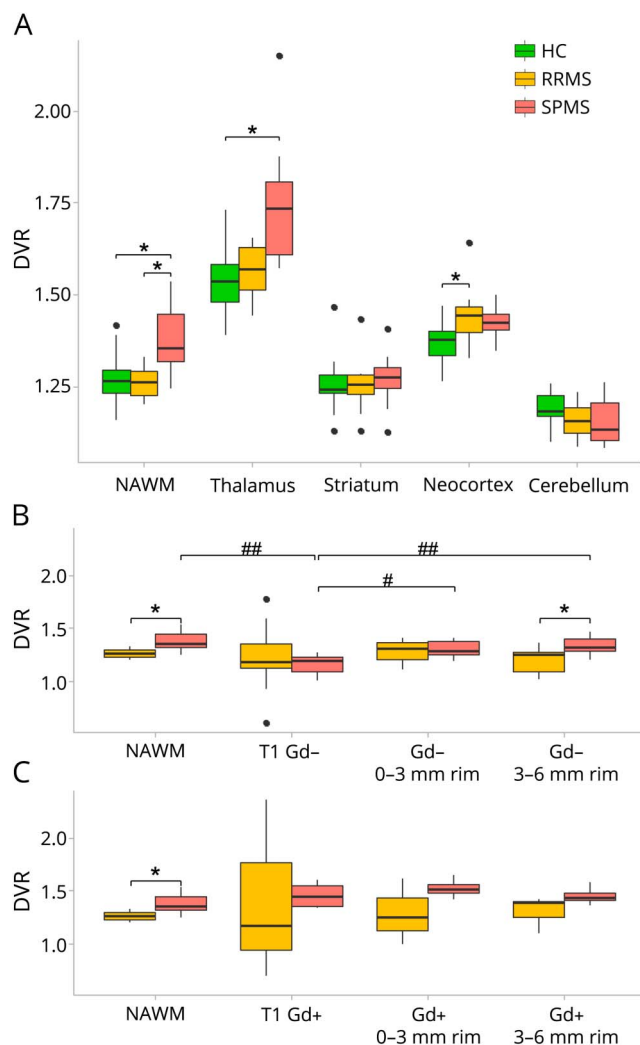 A
HC
RRMS
SPMS
2.00
1.75
1.50
1.25
DVR
*
*
*
*
NAWM Thalamus Striatum Neocortex Cerebellum
B
2.0
1.5
1.0
DVR
## ##
#
* *
NAWM T1 Gd− Gd− Gd−
0–3 mm rim 3–6 mm rim
C
2.0
1.5
1.0
DVR
*
NAWM T1 Gd+ Gd+ Gd+
0–3 mm rim 3–6 mm rim